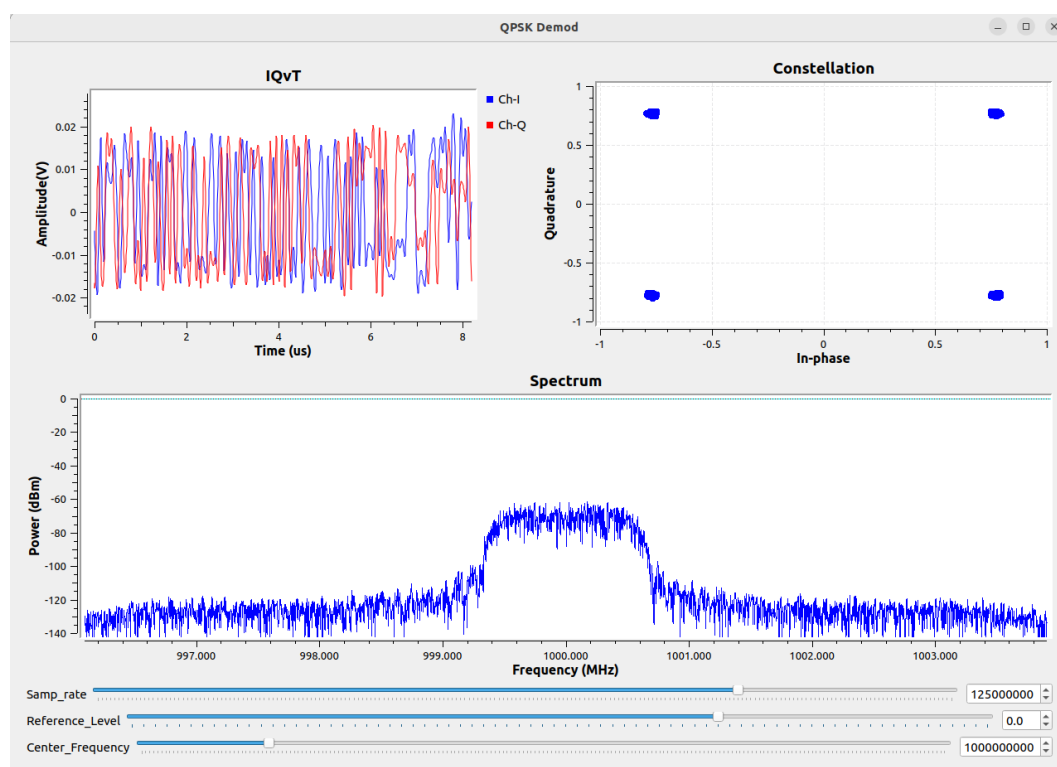 QPSK Demod
IQvT
Ch-I
Ch-Q
Amplitude(V)
0.02
0.01
0
-0.01
-0.02
0 2 4 6 8
Time (us)
Constellation
Quadrature
1
0.5
0
-0.5
-1
-1 -0.5 0 0.5 1
In-phase
Spectrum
Power (dBm)
0
-20
-40
-60
-80
-100
-120
-140
997.000 998.000 999.000 1000.000 1001.000 1002.000 1003.000
Frequency (MHz)
Samp_rate 125000000
Reference_Level 0.0
Center_Frequency 1000000000